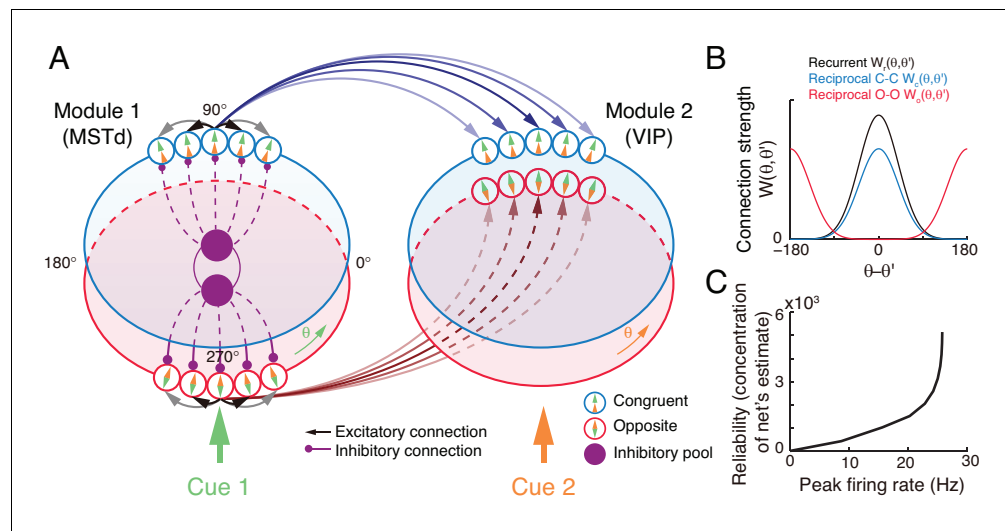 A
Module 1
(MSTd)
90°
Module 2
(VIP)
180°
0°
θ
270°
θ
Excitatory connection
Inhibitory connection
Congruent
Opposite
Inhibitory pool
Cue 1
Cue 2
B
Recurrent Wr(θ,θ')
Reciprocal C-C Wc(θ,θ')
Reciprocal O-O Wo(θ,θ')
Connection strength
W(θ,θ')
0
−180
0
180
θ–θ'
C
x10³
6
3
0
Reliability (concentration
of net's estimate)
0
10
20
30
Peak firing rate (Hz)